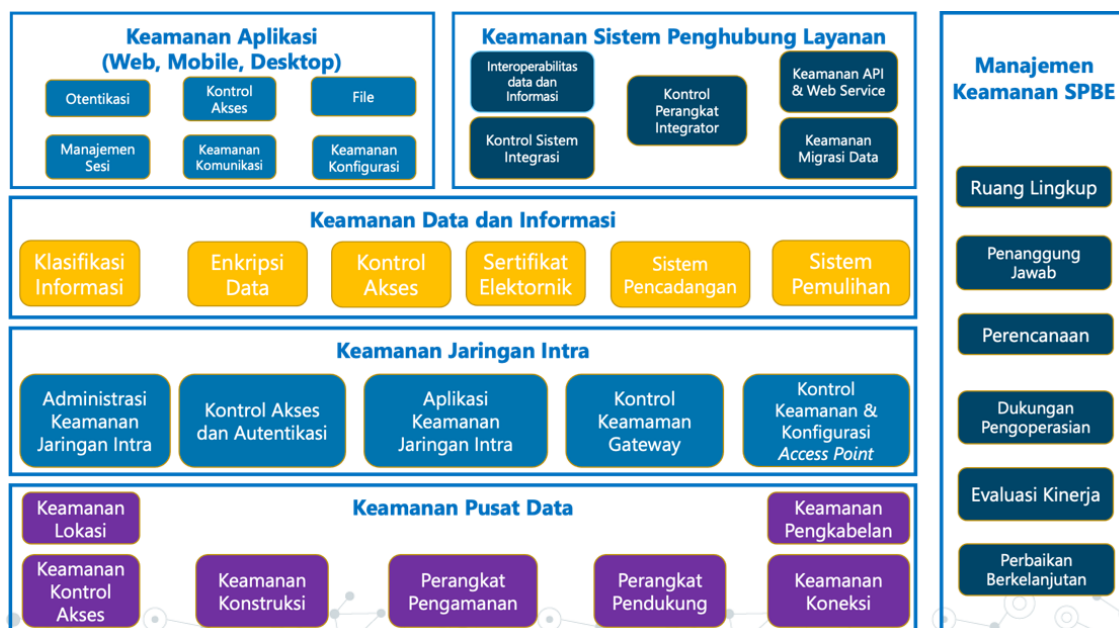 Keamanan Aplikasi
(Web, Mobile, Desktop)
Otentikasi
Kontrol
Akses
File
Manajemen
Sesi
Keamanan
Komunikasi
Keamanan
Konfigurasi
Keamanan Sistem Penghubung Layanan
Interoperabilitas
data dan
Informasi
Kontrol Sistem
Integrasi
Kontrol
Perangkat
Integrator
Keamanan API
& Web Service
Keamanan
Migrasi Data
Keamanan Data dan Informasi
Klasifikasi
Informasi
Enkripsi
Data
Kontrol
Akses
Sertifikat
Elektornik
Sistem
Pencadangan
Sistem
Pemulihan
Keamanan Jaringan Intra
Administrasi
Keamanan
Jaringan Intra
Kontrol Akses
dan Autentikasi
Aplikasi
Keamanan
Jaringan Intra
Kontrol
Keamaman
Gateway
Kontrol
Keamanan &
Konfigurasi
Access Point
Keamanan Pusat Data
Keamanan
Lokasi
Keamanan
Pengkabelan
Keamanan
Kontrol
Akses
Keamanan
Konstruksi
Perangkat
Pengamanan
Perangkat
Pendukung
Keamanan
Koneksi
Manajemen
Keamanan SPBE
Ruang Lingkup
Penanggung
Jawab
Perencanaan
Dukungan
Pengoperasian
Evaluasi Kinerja
Perbaikan
Berkelanjutan